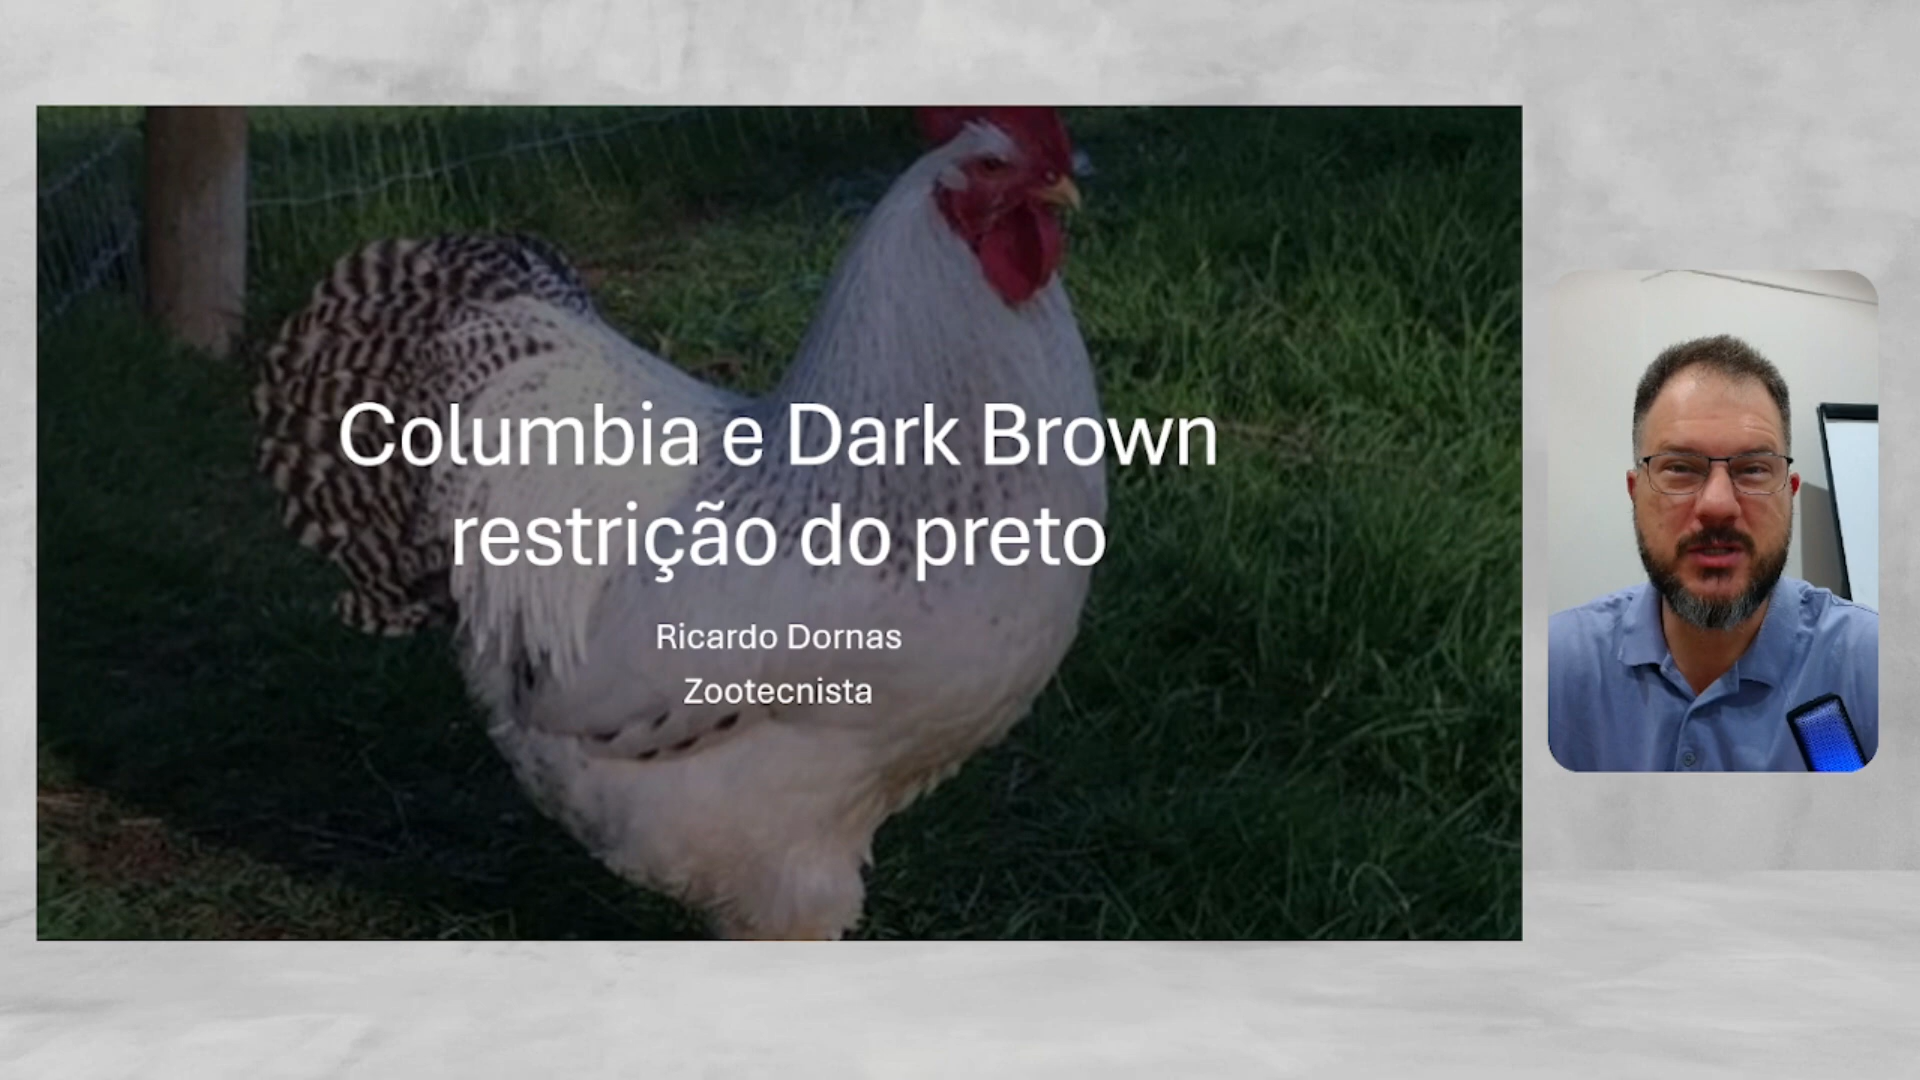 Columbia e Dark Brown
restrição do preto
Ricardo Dornas
Zootecnista